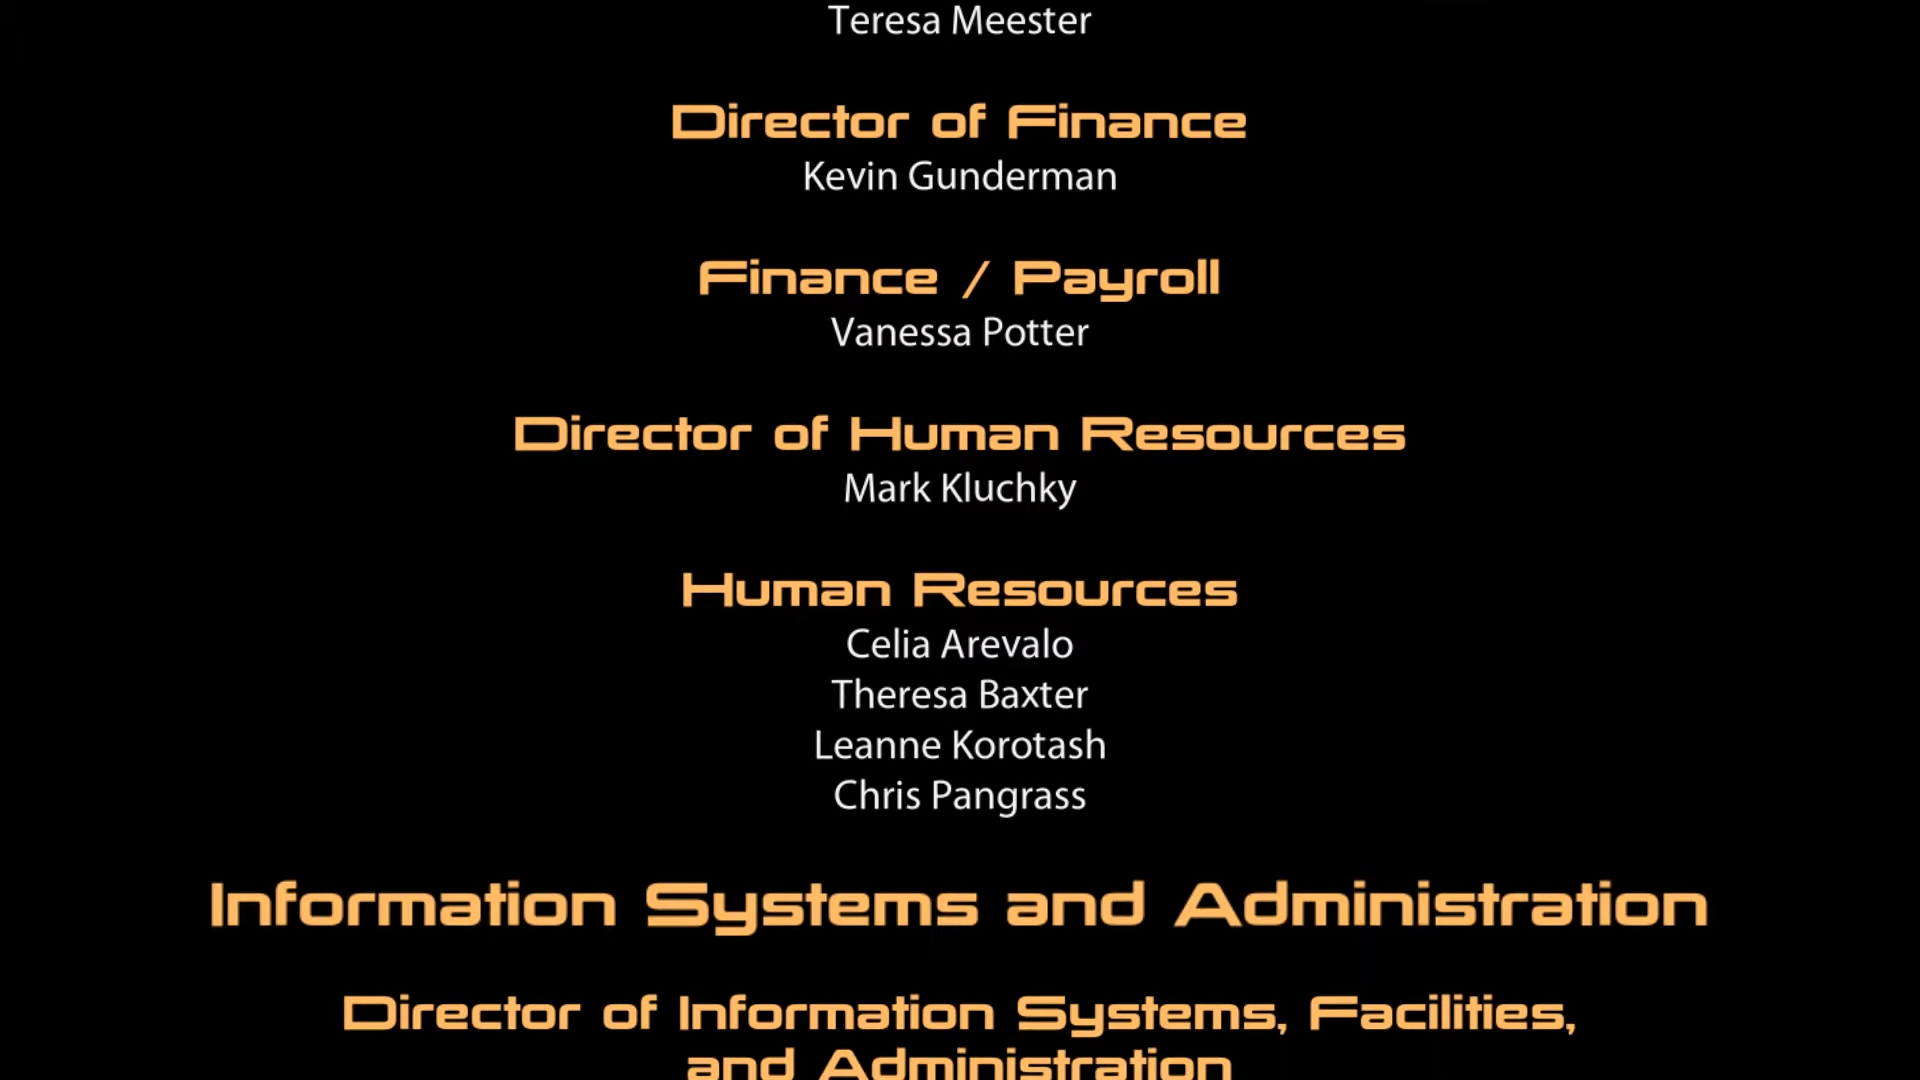 Teresa Meester
Director of Finance
Kevin Gunderman
Finance / Payroll
Vanessa Potter
Director of Human Resources
Mark Kluchky
Human Resources
Celia Arevalo
Theresa Baxter
Leanne Korotash
Chris Pangrass
Information Systems and Administration
Director of Information Systems, Facilities,
and Administration